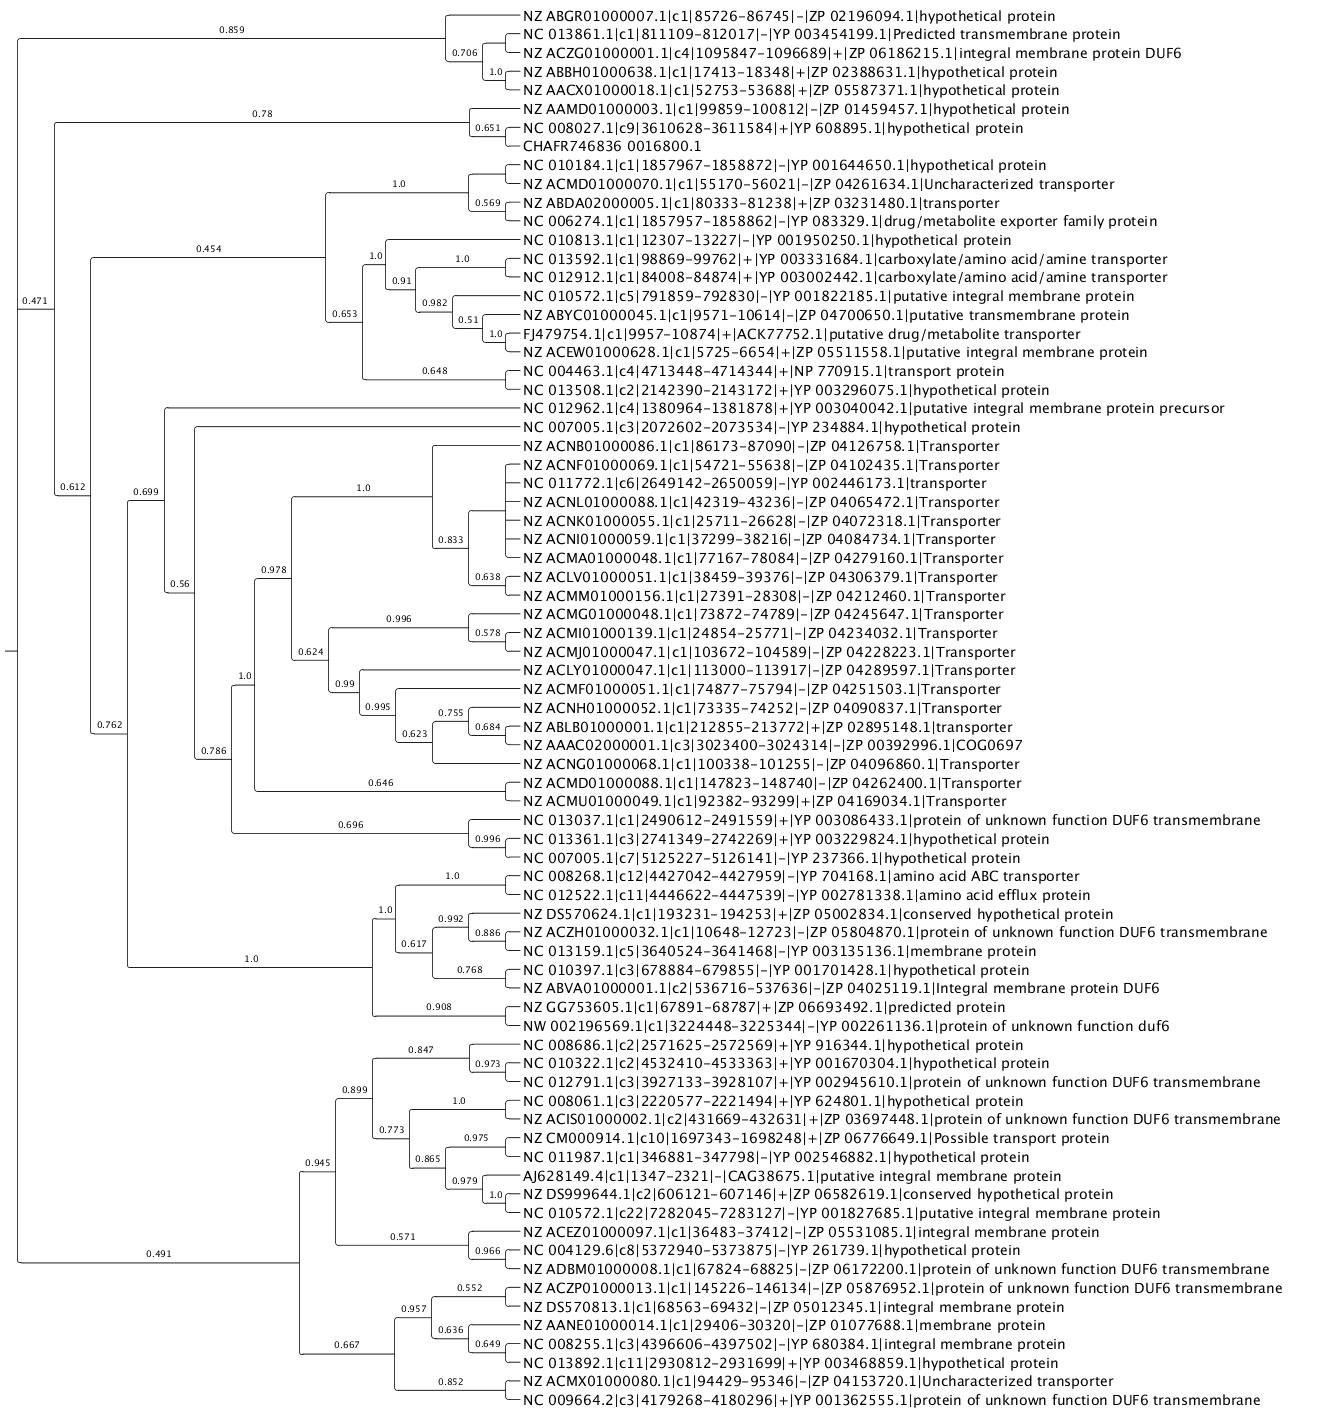 NZ ABGR01000007.1|c1|85726-86745|-|ZP 02196094.1|hypothetical protein
0.859
NC 013861.1|c1|811109-812017|-|YP 003454199.1|Predicted transmembrane protein
0.706
NZ ACZG01000001.1|c4|1095847-1096689|+|ZP 06186215.1|integral membrane protein DUF6
1.0
NZ ABBH01000638.1|c1|17413-18348|+|ZP 02388631.1|hypothetical protein
NZ AACX01000018.1|c1|52753-53688|+|ZP 05587371.1|hypothetical protein
NZ AAMD01000003.1|c1|99859-100812|-|ZP 01459457.1|hypothetical protein
0.78
0.651
NC 008027.1|c9|3610628-3611584|+|YP 608895.1|hypothetical protein
CHAFR746836 0016800.1
NC 010184.1|c1|1857967-1858872|-|YP 001644650.1|hypothetical protein
1.0
NZ ACMD01000070.1|c1|55170-56021|-|ZP 04261634.1|Uncharacterized transporter
0.569
NZ ABDA02000005.1|c1|80333-81238|+|ZP 03231480.1|transporter
NC 006274.1|c1|1857957-1858862|-|YP 083329.1|drug/metabolite exporter family protein
0.454
NC 010813.1|c1|12307-13227|-|YP 001950250.1|hypothetical protein
1.0
1.0
NC 013592.1|c1|98869-99762|+|YP 003331684.1|carboxylate/amino acid/amine transporter
0.91
NC 012912.1|c1|84008-84874|+|YP 003002442.1|carboxylate/amino acid/amine transporter
0.471
0.982
NC 010572.1|c5|791859-792830|-|YP 001822185.1|putative integral membrane protein
0.653
0.51
NZ ABYC01000045.1|c1|9571-10614|-|ZP 04700650.1|putative transmembrane protein
1.0
FJ479754.1|c1|9957-10874|+|ACK77752.1|putative drug/metabolite transporter
NZ ACEW01000628.1|c1|5725-6654|+|ZP 05511558.1|putative integral membrane protein
0.648
NC 004463.1|c4|4713448-4714344|+|NP 770915.1|transport protein
NC 013508.1|c2|2142390-2143172|+|YP 003296075.1|hypothetical protein
NC 012962.1|c4|1380964-1381878|+|YP 003040042.1|putative integral membrane protein precursor
NC 007005.1|c3|2072602-2073534|-|YP 234884.1|hypothetical protein
NZ ACNB01000086.1|c1|86173-87090|-|ZP 04126758.1|Transporter
NZ ACNF01000069.1|c1|54721-55638|-|ZP 04102435.1|Transporter
0.612
0.699
1.0
NC 011772.1|c6|2649142-2650059|-|YP 002446173.1|transporter
NZ ACNL01000088.1|c1|42319-43236|-|ZP 04065472.1|Transporter
NZ ACNK01000055.1|c1|25711-26628|-|ZP 04072318.1|Transporter
0.833
NZ ACNI01000059.1|c1|37299-38216|-|ZP 04084734.1|Transporter
NZ ACMA01000048.1|c1|77167-78084|-|ZP 04279160.1|Transporter
0.978
0.638
NZ ACLV01000051.1|c1|38459-39376|-|ZP 04306379.1|Transporter
0.56
NZ ACMM01000156.1|c1|27391-28308|-|ZP 04212460.1|Transporter
0.996
NZ ACMG01000048.1|c1|73872-74789|-|ZP 04245647.1|Transporter
0.578
NZ ACMI01000139.1|c1|24854-25771|-|ZP 04234032.1|Transporter
0.624
NZ ACMJ01000047.1|c1|103672-104589|-|ZP 04228223.1|Transporter
NZ ACLY01000047.1|c1|113000-113917|-|ZP 04289597.1|Transporter
1.0
0.99
NZ ACMF01000051.1|c1|74877-75794|-|ZP 04251503.1|Transporter
0.995
0.755
NZ ACNH01000052.1|c1|73335-74252|-|ZP 04090837.1|Transporter
0.762
0.684
NZ ABLB01000001.1|c1|212855-213772|+|ZP 02895148.1|transporter
0.623
NZ AAAC02000001.1|c3|3023400-3024314|-|ZP 00392996.1|COG0697
0.786
NZ ACNG01000068.1|c1|100338-101255|-|ZP 04096860.1|Transporter
0.646
NZ ACMD01000088.1|c1|147823-148740|-|ZP 04262400.1|Transporter
NZ ACMU01000049.1|c1|92382-93299|+|ZP 04169034.1|Transporter
0.696
NC 013037.1|c1|2490612-2491559|+|YP 003086433.1|protein of unknown function DUF6 transmembrane
0.996
NC 013361.1|c3|2741349-2742269|+|YP 003229824.1|hypothetical protein
NC 007005.1|c7|5125227-5126141|-|YP 237366.1|hypothetical protein
1.0
NC 008268.1|c12|4427042-4427959|-|YP 704168.1|amino acid ABC transporter
NC 012522.1|c11|4446622-4447539|-|YP 002781338.1|amino acid efflux protein
1.0
0.992
NZ DS570624.1|c1|193231-194253|+|ZP 05002834.1|conserved hypothetical protein
0.886
NZ ACZH01000032.1|c1|10648-12723|-|ZP 05804870.1|protein of unknown function DUF6 transmembrane
0.617
NC 013159.1|c5|3640524-3641468|-|YP 003135136.1|membrane protein
1.0
0.768
NC 010397.1|c3|678884-679855|-|YP 001701428.1|hypothetical protein
NZ ABVA01000001.1|c2|536716-537636|-|ZP 04025119.1|Integral membrane protein DUF6
0.908
NZ GG753605.1|c1|67891-68787|+|ZP 06693492.1|predicted protein
NW 002196569.1|c1|3224448-3225344|-|YP 002261136.1|protein of unknown function duf6
NC 008686.1|c2|2571625-2572569|+|YP 916344.1|hypothetical protein
0.847
0.973
NC 010322.1|c2|4532410-4533363|+|YP 001670304.1|hypothetical protein
NC 012791.1|c3|3927133-3928107|+|YP 002945610.1|protein of unknown function DUF6 transmembrane
0.899
1.0
NC 008061.1|c3|2220577-2221494|+|YP 624801.1|hypothetical protein
NZ ACIS01000002.1|c2|431669-432631|+|ZP 03697448.1|protein of unknown function DUF6 transmembrane
0.773
0.975
NZ CM000914.1|c10|1697343-1698248|+|ZP 06776649.1|Possible transport protein
0.945
0.865
NC 011987.1|c1|346881-347798|-|YP 002546882.1|hypothetical protein
AJ628149.4|c1|1347-2321|-|CAG38675.1|putative integral membrane protein
0.979
1.0
NZ DS999644.1|c2|606121-607146|+|ZP 06582619.1|conserved hypothetical protein
NC 010572.1|c22|7282045-7283127|-|YP 001827685.1|putative integral membrane protein
0.571
NZ ACEZ01000097.1|c1|36483-37412|-|ZP 05531085.1|integral membrane protein
0.491
0.966
NC 004129.6|c8|5372940-5373875|-|YP 261739.1|hypothetical protein
NZ ADBM01000008.1|c1|67824-68825|-|ZP 06172200.1|protein of unknown function DUF6 transmembrane
0.552
NZ ACZP01000013.1|c1|145226-146134|-|ZP 05876952.1|protein of unknown function DUF6 transmembrane
0.957
NZ DS570813.1|c1|68563-69432|-|ZP 05012345.1|integral membrane protein
0.636
NZ AANE01000014.1|c1|29406-30320|-|ZP 01077688.1|membrane protein
0.667
0.649
NC 008255.1|c3|4396606-4397502|-|YP 680384.1|integral membrane protein
NC 013892.1|c11|2930812-2931699|+|YP 003468859.1|hypothetical protein
0.852
NZ ACMX01000080.1|c1|94429-95346|-|ZP 04153720.1|Uncharacterized transporter
NC 009664.2|c3|4179268-4180296|+|YP 001362555.1|protein of unknown function DUF6 transmembrane